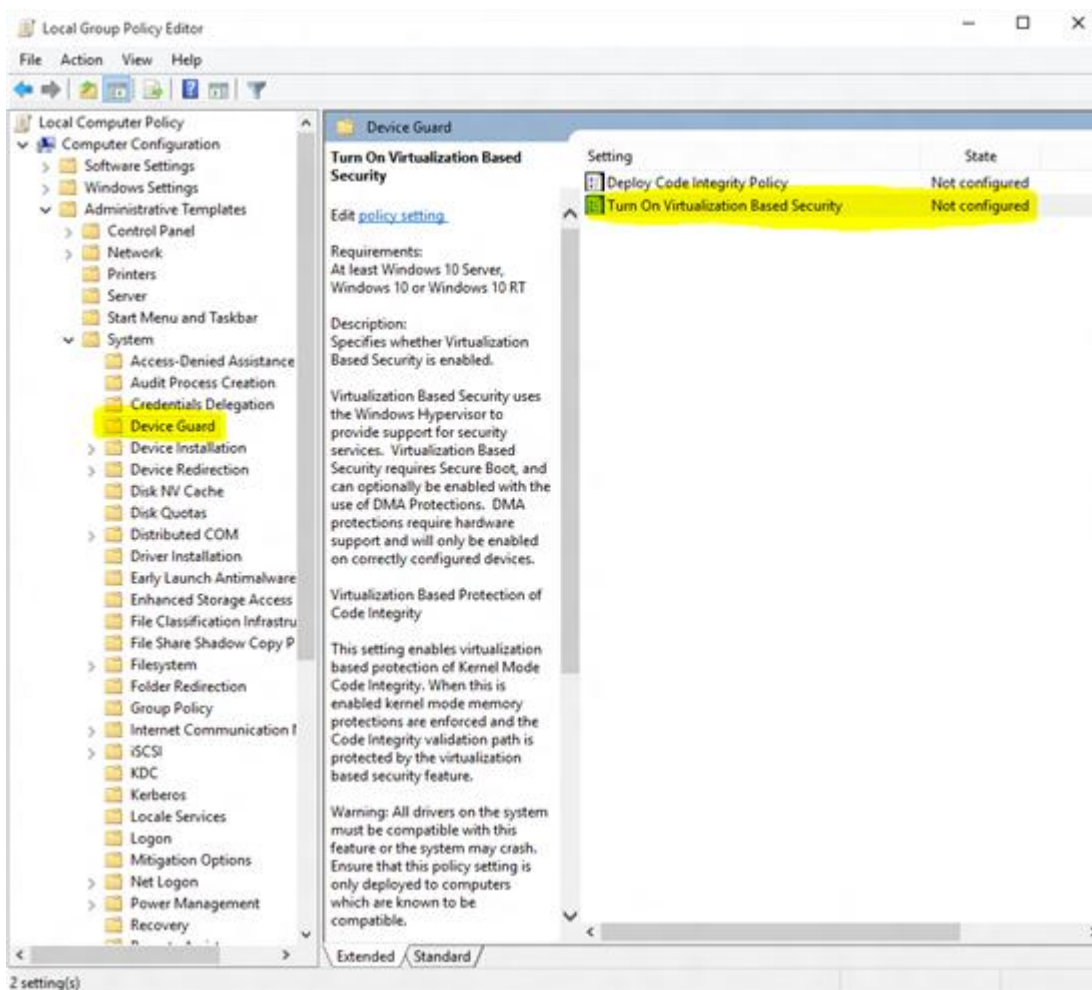 Local Group Policy Editor
File Action View Help
Local Computer Policy
Computer Configuration
Software Settings
Windows Settings
Administrative Templates
Control Panel
Network
Printers
Server
Start Menu and Taskbar
System
Access-Denied Assistance
Audit Process Creation
Credentials Delegation
Device Guard
Device Installation
Device Redirection
Disk NV Cache
Disk Quotas
Distributed COM
Driver Installation
Early Launch Antimalware
Enhanced Storage Access
File Classification Infrastru
File Share Shadow Copy P
Filesystem
Folder Redirection
Group Policy
Internet Communication
iSCSI
KDC
Kerberos
Locale Services
Logon
Mitigation Options
Net Logon
Power Management
Recovery
Device Guard
Turn On Virtualization Based
Security
Edit policy setting
Requirements:
At least Windows 10 Server,
Windows 10 or Windows 10 RT
Description:
Specifies whether Virtualization
Based Security is enabled.
Virtualization Based Security uses
the Windows Hypervisor to
provide support for security
services. Virtualization Based
Security requires Secure Boot, and
can optionally be enabled with the
use of DMA Protections. DMA
protections require hardware
support and will only be enabled
on correctly configured devices.
Virtualization Based Protection of
Code Integrity
This setting enables virtualization
based protection of Kernel Mode
Code Integrity. When this is
enabled kernel mode memory
protections are enforced and the
Code Integrity validation path is
protected by the virtualization
based security feature.
Warning: All drivers on the system
must be compatible with this
feature or the system may crash.
Ensure that this policy setting is
only deployed to computers
which are known to be
compatible.
Setting State
Deploy Code Integrity Policy Not configured
Turn On Virtualization Based Security Not configured
Extended Standard
2 setting(s)